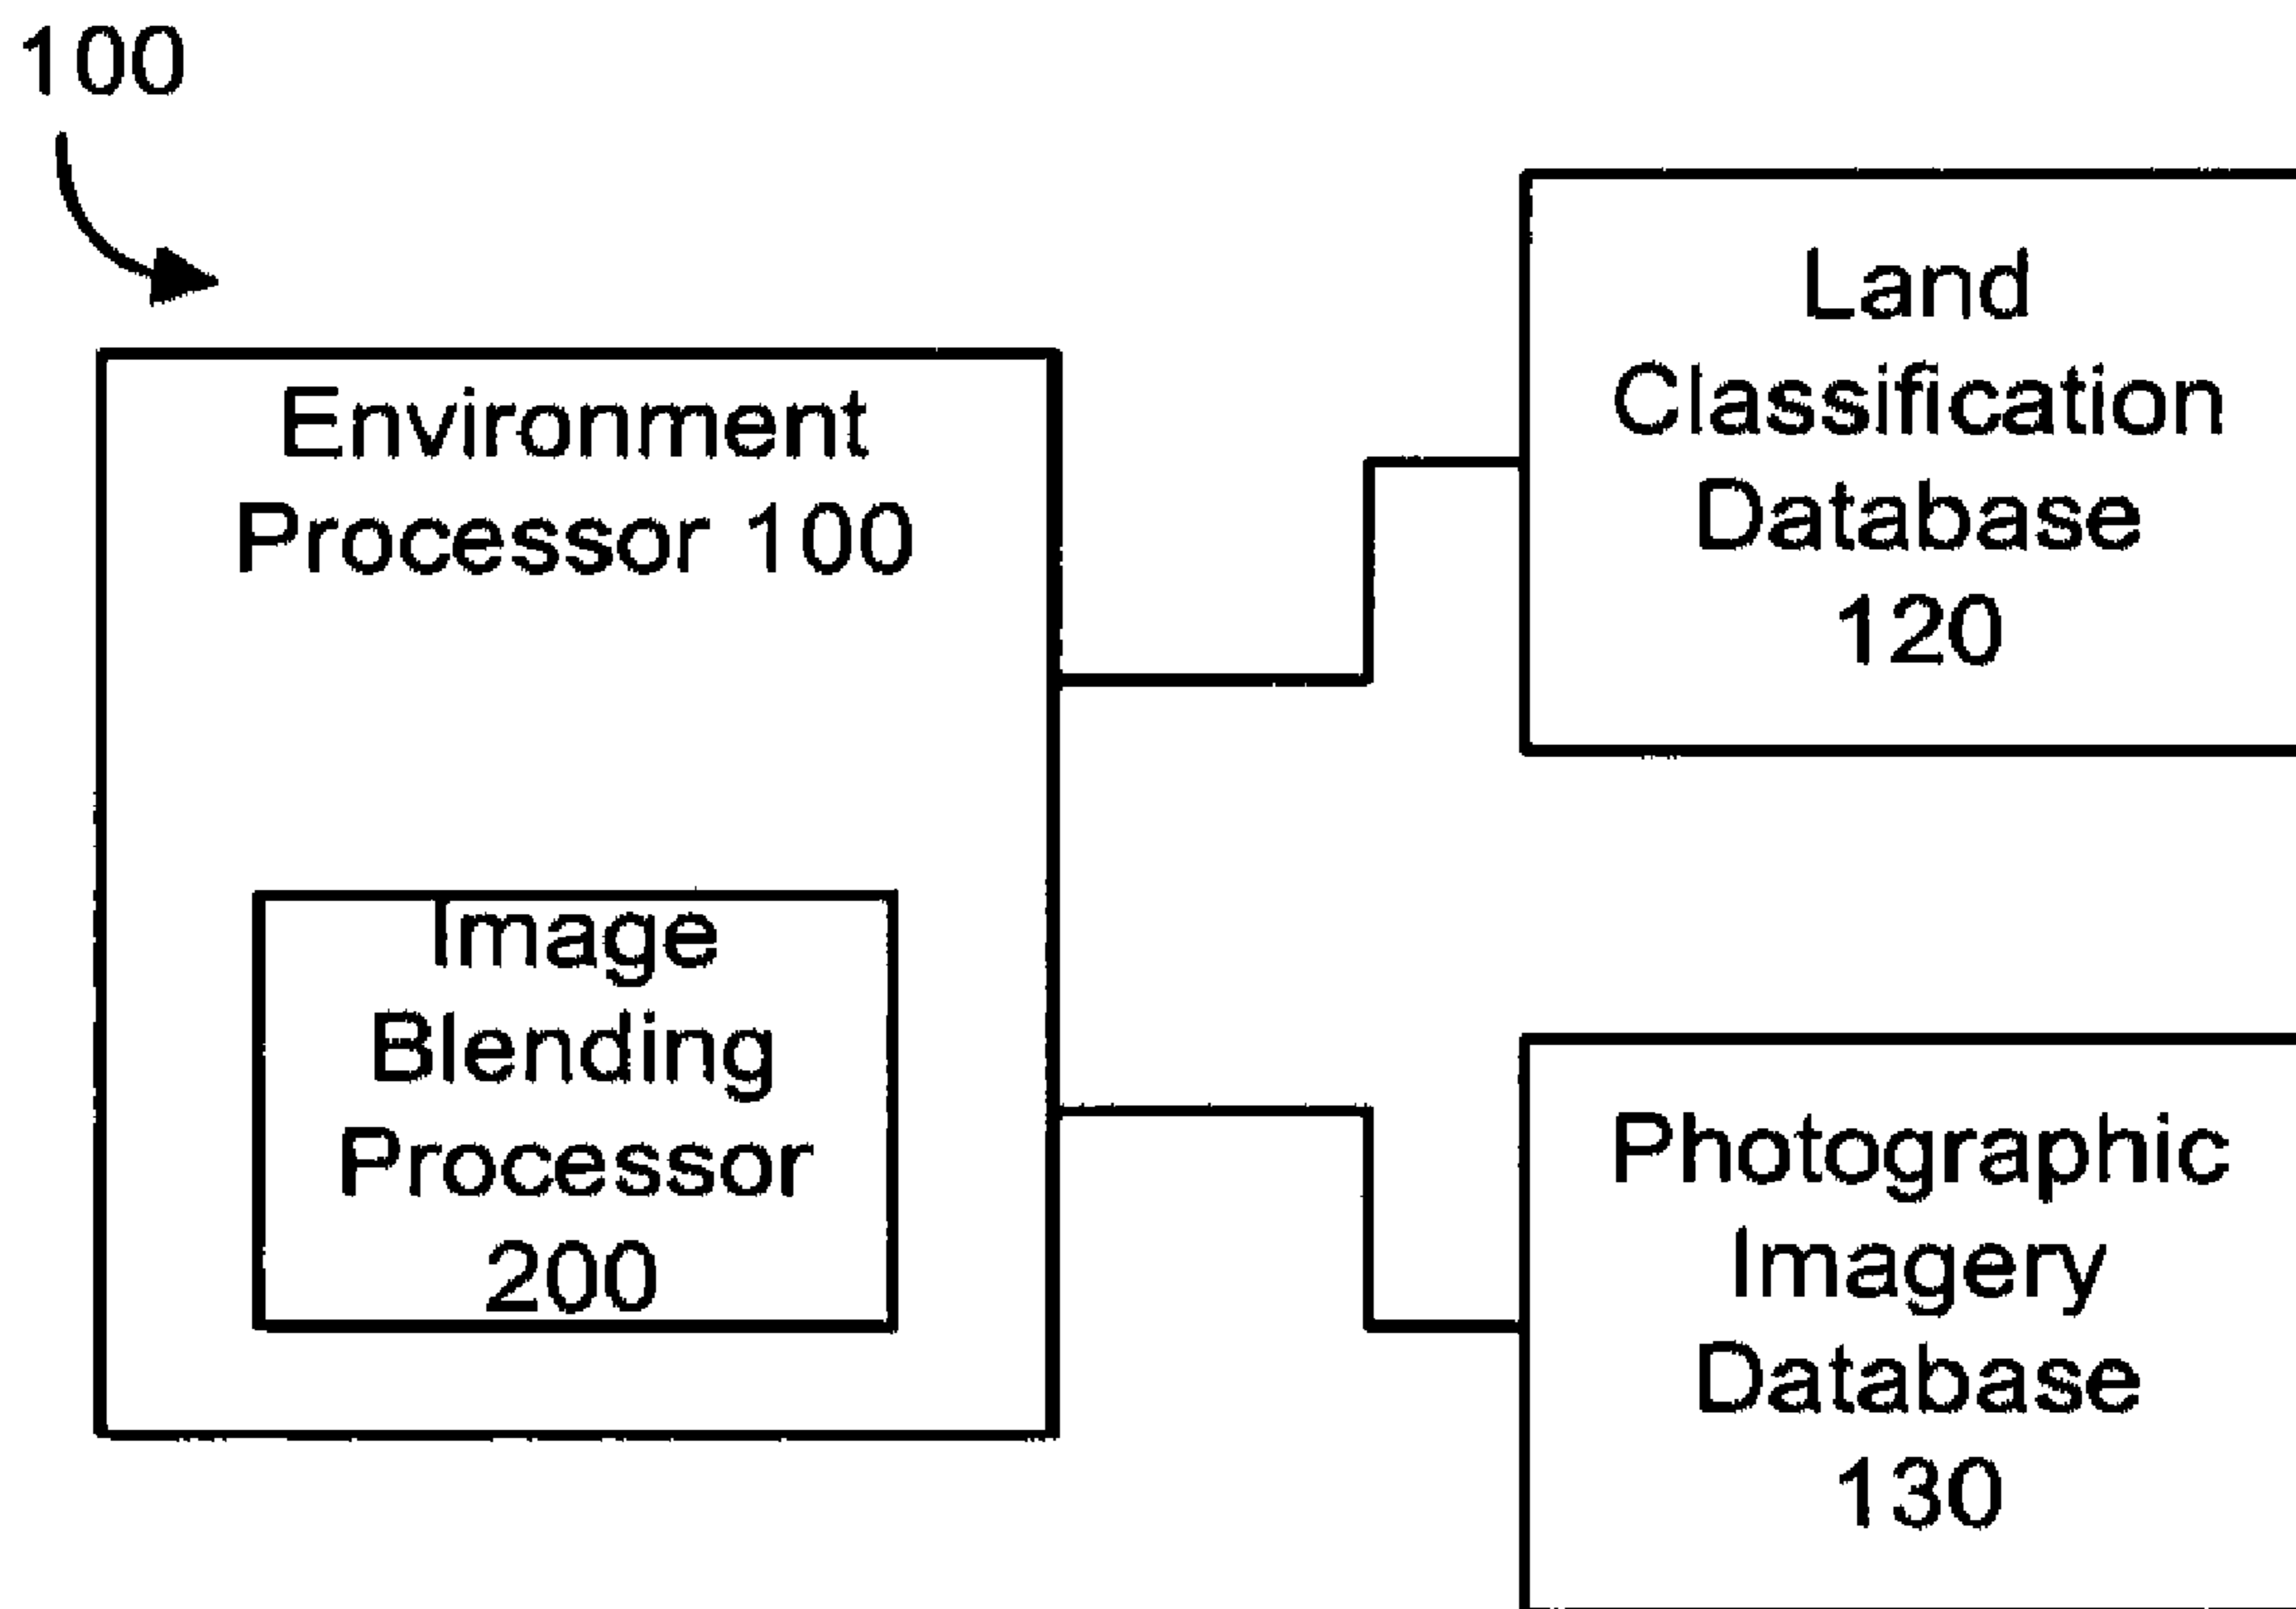 100
Environment
Processor 100
Image
Blending
Processor
200
Land
Classification
Database
120
Photographic
Imagery
Database
130